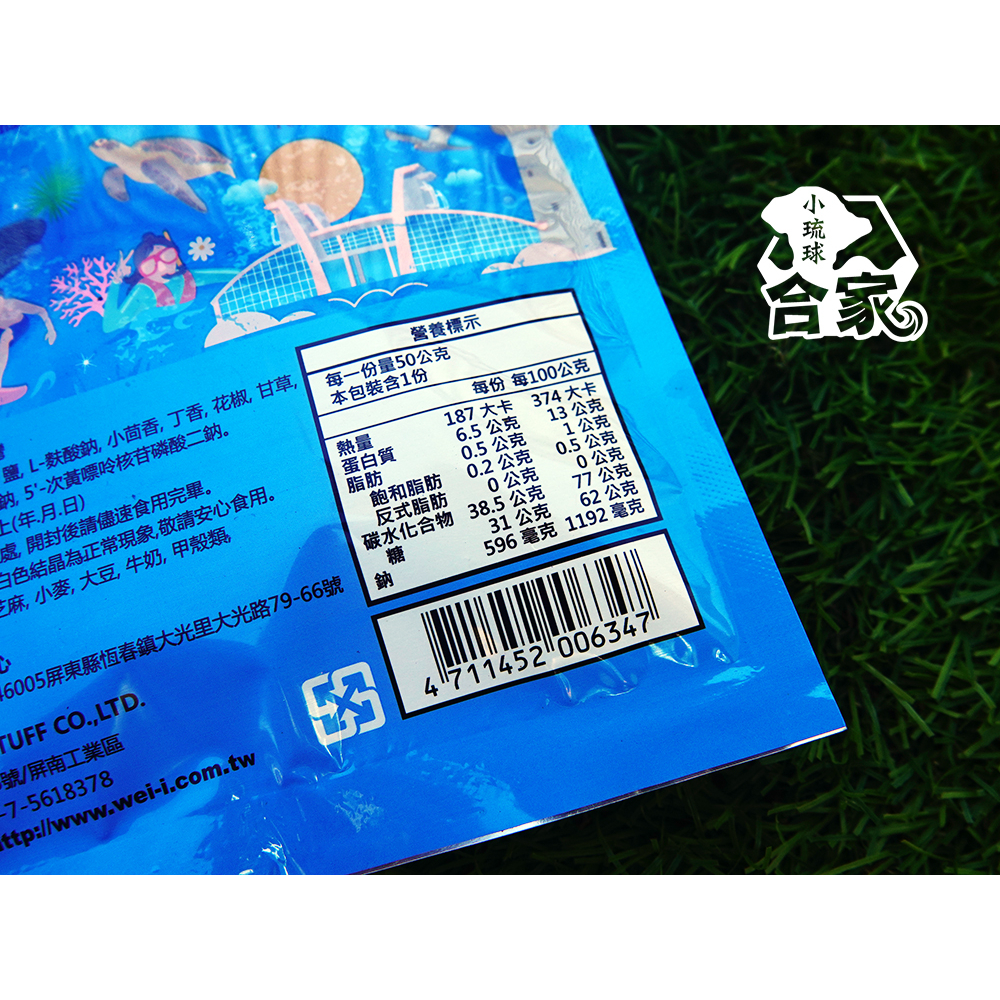 小琉球
合家
營養標示
每一份量50公克
本包裝含1份
每份 每100公克
熱量 187 大卡 374 大卡
蛋白質 6.5 公克 13 公克
脂肪 0.5 公克 1 公克
飽和脂肪 0.2 公克 0.5 公克
反式脂肪 0 公克 0 公克
碳水化合物 38.5 公克 77 公克
糖 31 公克 62 公克
鈉 596 毫克 1192 毫克
鹽, L-麩酸鈉, 小茴香, 丁香, 花椒, 甘草,
鈉, 5'-次黃嘌呤核苷磷酸二鈉。
(年.月.日)
處, 開封後請儘速食用完畢。
白色結晶為正常現象,敬請安心食用。
芝麻, 小麥, 大豆, 牛奶, 甲殼類,
心
46005屏東縣恆春鎮大光里大光路79-66號
TUFF CO.,LTD.
號/屏南工業區
-7-5618378
http://www.wei-i.com.tw
4 711452 006347